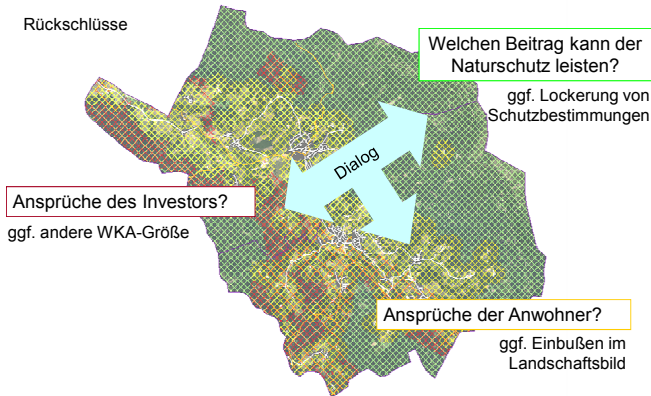 Rückschlüsse
Welchen Beitrag kann der
Naturschutz leisten?
ggf. Lockerung von
Schutzbestimmungen
Dialog
Ansprüche des Investors?
ggf. andere WKA-Größe
Ansprüche der Anwohner?
ggf. Einbußen im
Landschaftsbild